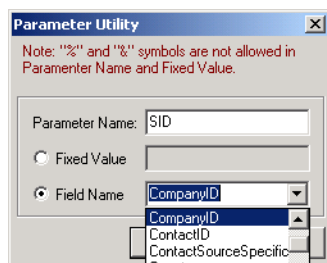 Parameter Utility
Note: "%" and "&" symbols are not allowed in
Paramenter Name and Fixed Value.
Parameter Name: SID
Fixed Value
Field Name CompanyID
CompanyID
ContactID
ContactSourceSpecific